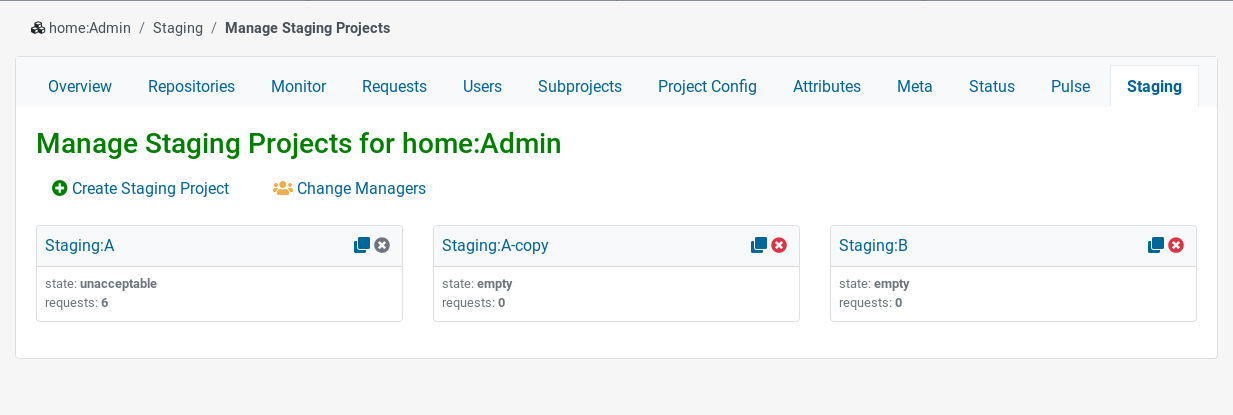 home:Admin / Staging / Manage Staging Projects
Overview Repositories Monitor Requests Users Subprojects Project Config Attributes Meta Status Pulse Staging
Manage Staging Projects for home:Admin
Create Staging Project Change Managers
Staging:A
state: unacceptable
requests: 6
Staging:A-copy
state: empty
requests: 0
Staging:B
state: empty
requests: 0